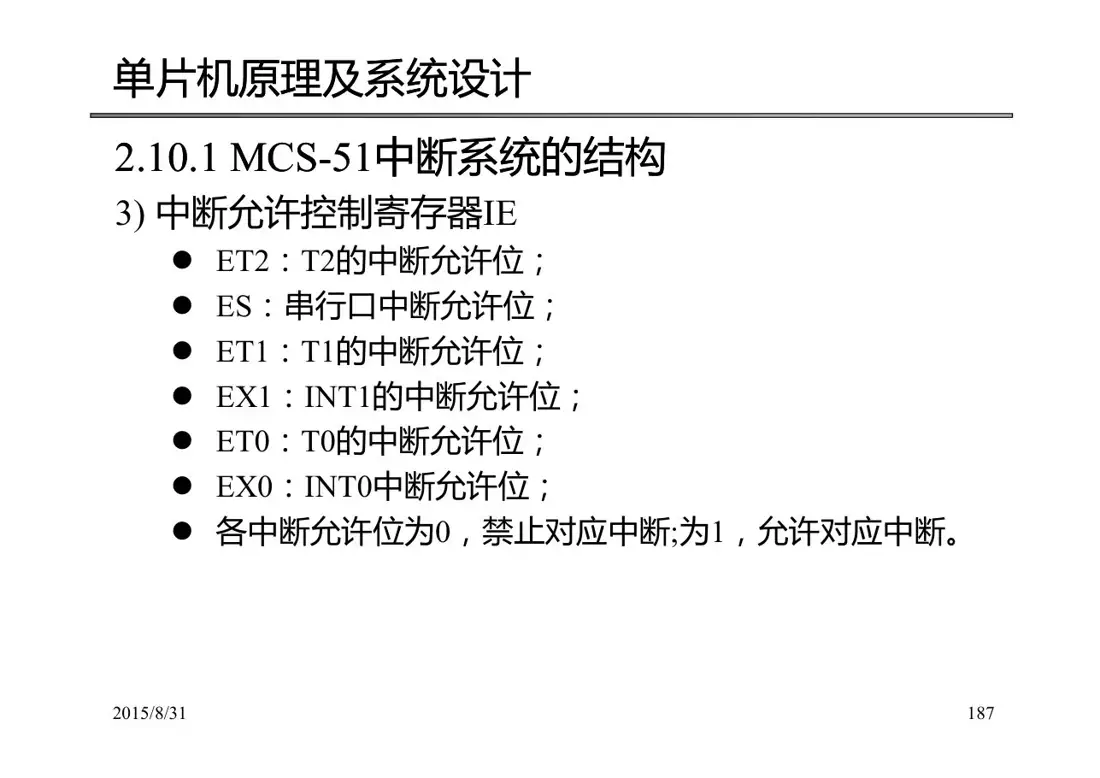 单片机原理及系统设计
2.10.1 MCS-51中断系统的结构
3) 中断允许控制寄存器IE
● ET2：T2的中断允许位；
● ES：串行口中断允许位；
● ET1：T1的中断允许位；
● EX1：INT1的中断允许位；
● ET0：T0的中断允许位；
● EX0：INT0中断允许位；
● 各中断允许位为0，禁止对应中断;为1，允许对应中断。
2015/8/31
187